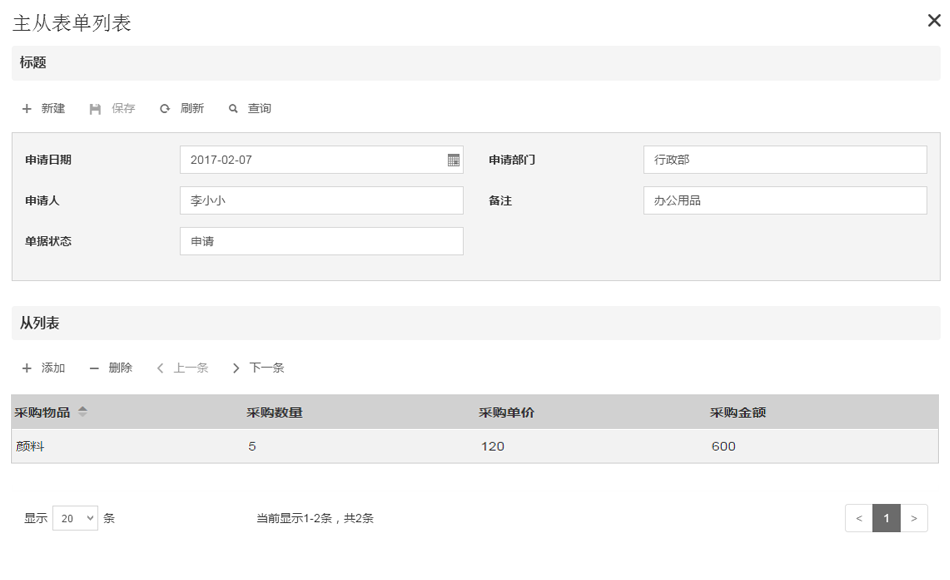 主从表单列表
标题
新建 保存 刷新 查询
申请日期 2017-02-07 申请部门 行政部
申请人 李小小 备注 办公用品
单据状态 申请
从列表
添加 删除 上一条 下一条
采购物品 采购数量 采购单价 采购金额
颜料 5 120 600
显示 20 条 当前显示1-2条，共2条 < 1 >